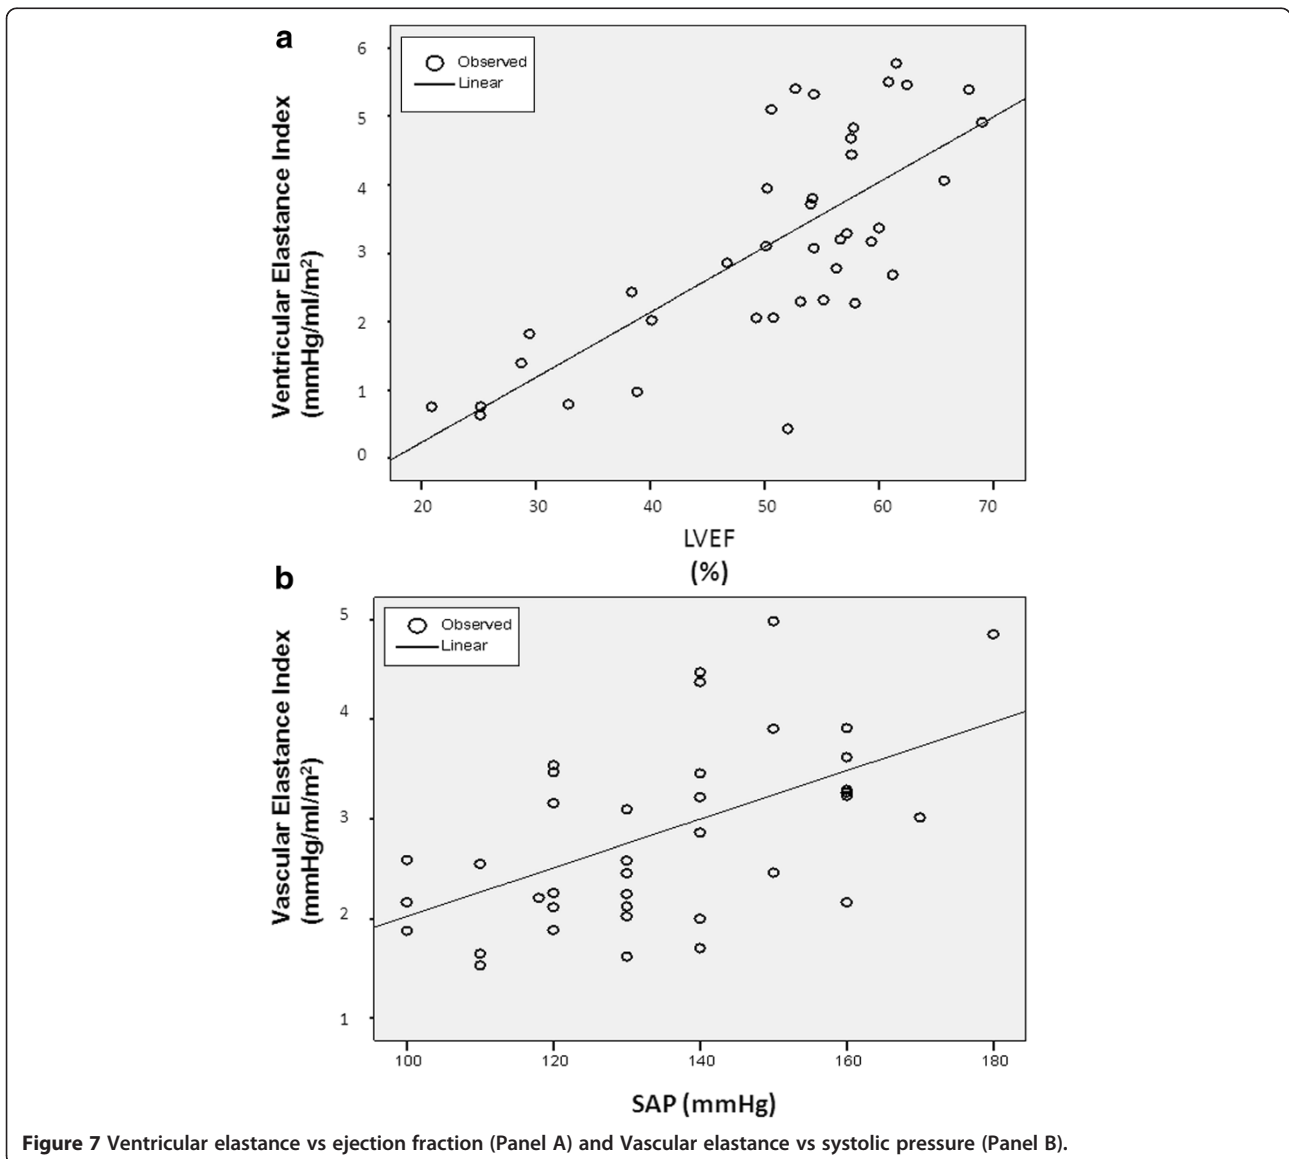 a
Observed
Linear
6
5
4
3
2
1
0
Ventricular Elastance Index
(mmHg/ml/m²)
20 30 40 50 60 70
LVEF
(%)
b
Observed
Linear
5
4
3
2
1
Vascular Elastance Index
(mmHg/ml/m²)
100 120 140 160 180
SAP (mmHg)
Figure 7 Ventricular elastance vs ejection fraction (Panel A) and Vascular elastance vs systolic pressure (Panel B).